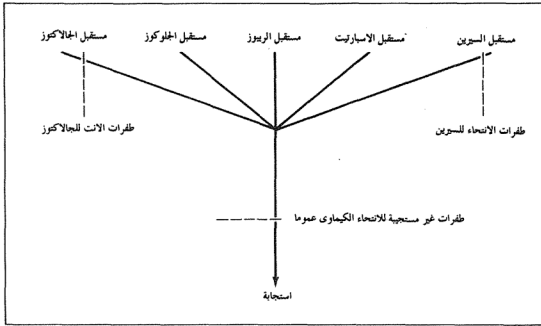 مستقبل السيرين
مستقبل الاسبارتيت
مستقبل الريبوز
مستقبل الجلوكوز
مستقبل الجالاكتوز
طفرات الانتحاء للسيرين
طفرات الانت للجالاكتوز
طفرات غير مستجيبة للانتحاء الكيماوى عموما
استجابة